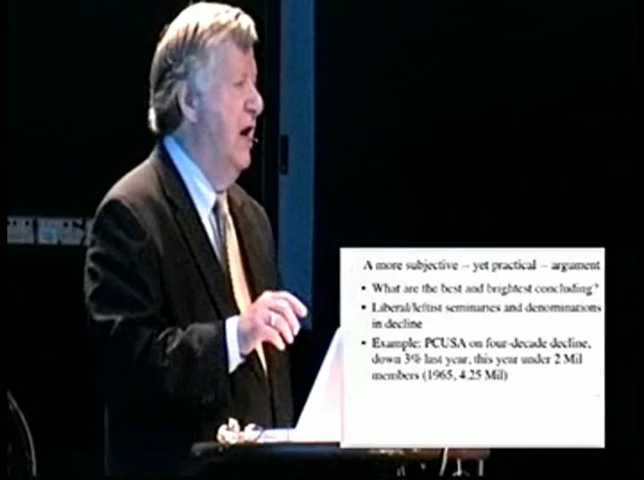 A more subjective -- yet practical -- argument
• What are the best and brightest concluding?
• Liberal/leftist seminaries and denominations
in decline
• Example: PCUSA on four-decade decline,
down 3% last year, this year under 2 Mil
members (1965, 4.25 Mil)